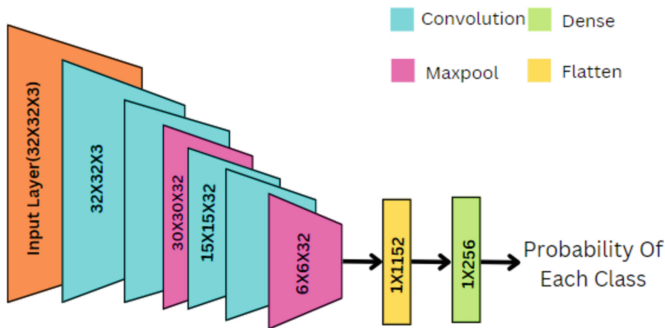 Convolution
Dense
Maxpool
Flatten
Input Layer(32X32X3)
32X32X3
30X30X32
15X15X32
6X6X32
1X1152
1X256
Probability Of
Each Class